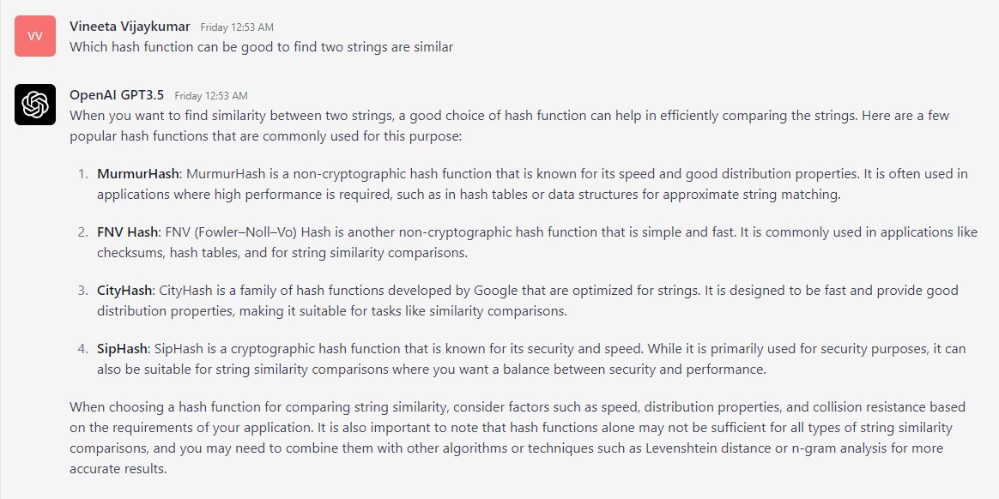 VV
Vineeta Vijaykumar Friday 12:53 AM
Which hash function can be good to find two strings are similar
OpenAI GPT3.5 Friday 12:53 AM
When you want to find similarity between two strings, a good choice of hash function can help in efficiently comparing the strings. Here are a few
popular hash functions that are commonly used for this purpose:
1. MurmurHash: MurmurHash is a non-cryptographic hash function that is known for its speed and good distribution properties. It is often used in
applications where high performance is required, such as in hash tables or data structures for approximate string matching.
2. FNV Hash: FNV (Fowler–Noll–Vo) Hash is another non-cryptographic hash function that is simple and fast. It is commonly used in applications like
checksums, hash tables, and for string similarity comparisons.
3. CityHash: CityHash is a family of hash functions developed by Google that are optimized for strings. It is designed to be fast and provide good
distribution properties, making it suitable for tasks like similarity comparisons.
4. SipHash: SipHash is a cryptographic hash function that is known for its security and speed. While it is primarily used for security purposes, it can
also be suitable for string similarity comparisons where you want a balance between security and performance.
When choosing a hash function for comparing string similarity, consider factors such as speed, distribution properties, and collision resistance based
on the requirements of your application. It is also important to note that hash functions alone may not be sufficient for all types of string similarity
comparisons, and you may need to combine them with other algorithms or techniques such as Levenshtein distance or n-gram analysis for more
accurate results.